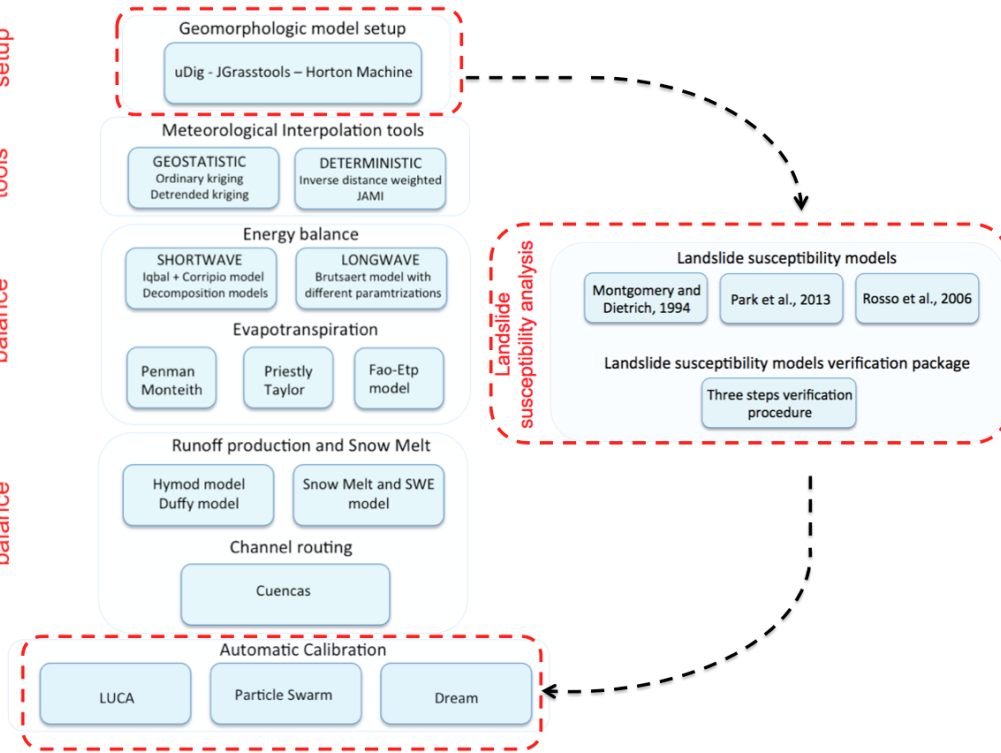 setup
Geomorphologic model setup
uDig - JGrasstools – Horton Machine
tools
Meteorological Interpolation tools
GEOSTATISTIC
Ordinary kriging
Detrended kriging
DETERMINISTIC
Inverse distance weighted
JAMI
balance
Energy balance
SHORTWAVE
Iqbal + Corripio model
Decomposition models
LONGWAVE
Brutsaert model with
different paramtrizations
Evapotranspiration
Penman
Monteith
Priestly
Taylor
Fao-Etp
model
balance
Runoff production and Snow Melt
Hymod model
Duffy model
Snow Melt and SWE
model
Channel routing
Cuencas
Automatic Calibration
LUCA
Particle Swarm
Dream
Landslide
susceptibility analysis
Landslide susceptibility models
Montgomery and
Dietrich, 1994
Park et al., 2013
Rosso et al., 2006
Landslide susceptibility models verification package
Three steps verification
procedure